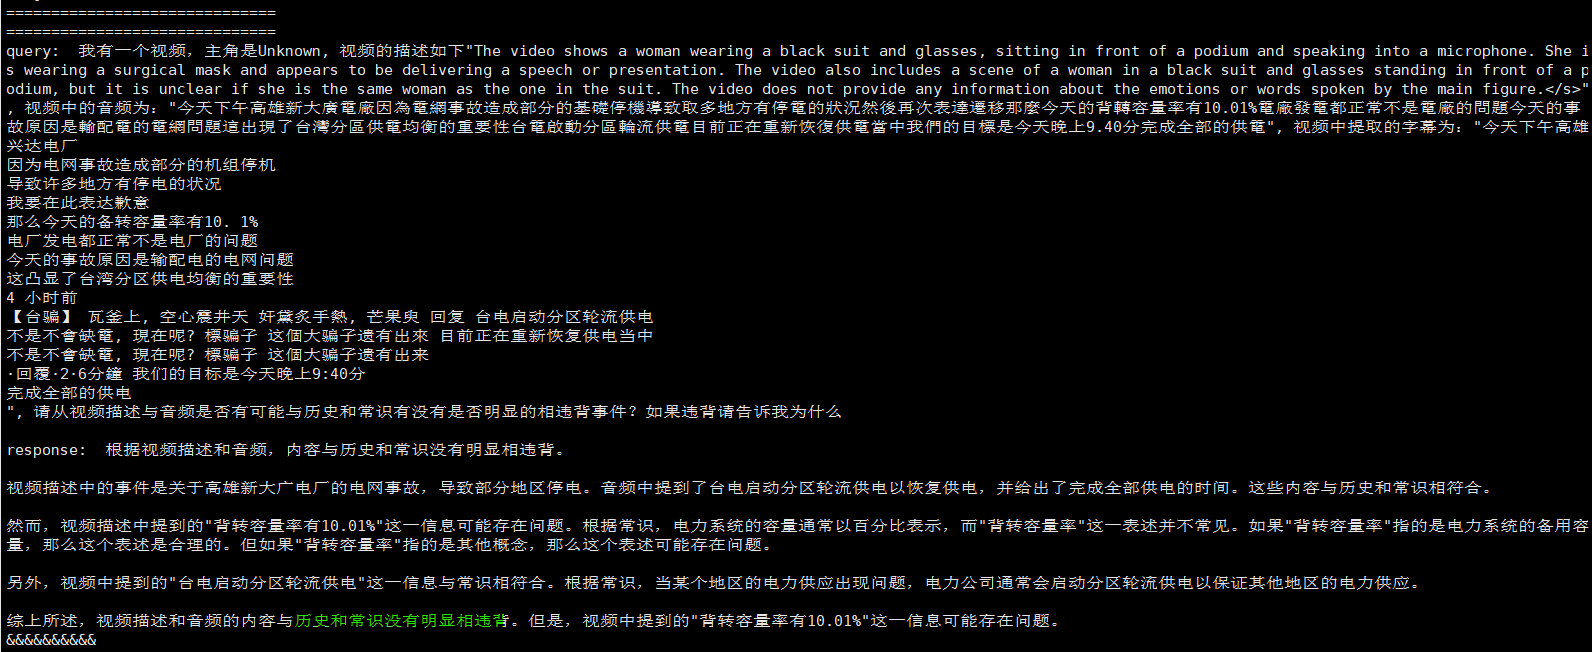 ==============================
==============================
query:  我有一个视频，主角是Unknown, 视频的描述如下"The video shows a woman wearing a black suit and glasses, sitting in front of a podium and speaking into a microphone. She i
s wearing a surgical mask and appears to be delivering a speech or presentation. The video also includes a scene of a woman in a black suit and glasses standing in front of a p
odium, but it is unclear if she is the same woman as the one in the suit. The video does not provide any information about the emotions or words spoken by the main figure.</s>"
, 视频中的音频为："今天下午高雄新大廣電廠因為電網事故造成部分的基礎停機導致取多地方有停電的狀況然後再次表達遷移那麼今天的背轉容量率有10.01%電廠發電都正常不是電廠的問題今天的事
故原因是輸配電的電網問題這出現了台灣分區供電均衡的重要性台電啟動分區輪流供電目前正在重新恢復供電當中我們的目標是今天晚上9.40分完成全部的供電", 视频中提取的字幕为："今天下午高雄
兴达电厂
因为电网事故造成部分的机组停机
导致许多地方有停电的状况
我要在此表达歉意
那么今天的备转容量率有10. 1%
电厂发电都正常不是电厂的问题
今天的事故原因是输配电的电网问题
这凸显了台湾分区供电均衡的重要性
4 小时前
【台骗】 瓦釜上, 空心震井天 奸黛炙手熱, 芒果臾 回复 台电启动分区轮流供电
不是不會缺電, 現在呢? 標骗子 这個大骗子遗有出來 目前正在重新恢复供电当中
不是不會缺電, 現在呢? 標骗子 这個大骗子遗有出来
·回覆·2·6分鐘 我们的目标是今天晚上9:40分
完成全部的供电
", 请从视频描述与音频是否有可能与历史和常识有没有是否明显的相违背事件? 如果违背请告诉我为什么
response:  根据视频描述和音频，内容与历史和常识没有明显相违背。
视频描述中的事件是关于高雄新大广电厂的电网事故，导致部分地区停电。音频中提到了台电启动分区轮流供电以恢复供电，并给出了完成全部供电的时间。这些内容与历史和常识相符合。
然而，视频描述中提到的"背转容量率有10.01%"这一信息可能存在问题。根据常识，电力系统的容量通常以百分比表示，而"背转容量率"这一表述并不常见。如果"背转容量率"指的是电力系统的备用容
量，那么这个表述是合理的。但如果"背转容量率"指的是其他概念，那么这个表述可能存在问题。
另外，视频中提到的"台电启动分区轮流供电"这一信息与常识相符合。根据常识，当某个地区的电力供应出现问题，电力公司通常会启动分区轮流供电以保证其他地区的电力供应。
综上所述，视频描述和音频的内容与历史和常识没有明显相违背。但是，视频中提到的"背转容量率有10.01%"这一信息可能存在问题。
&&&&&&&&&&